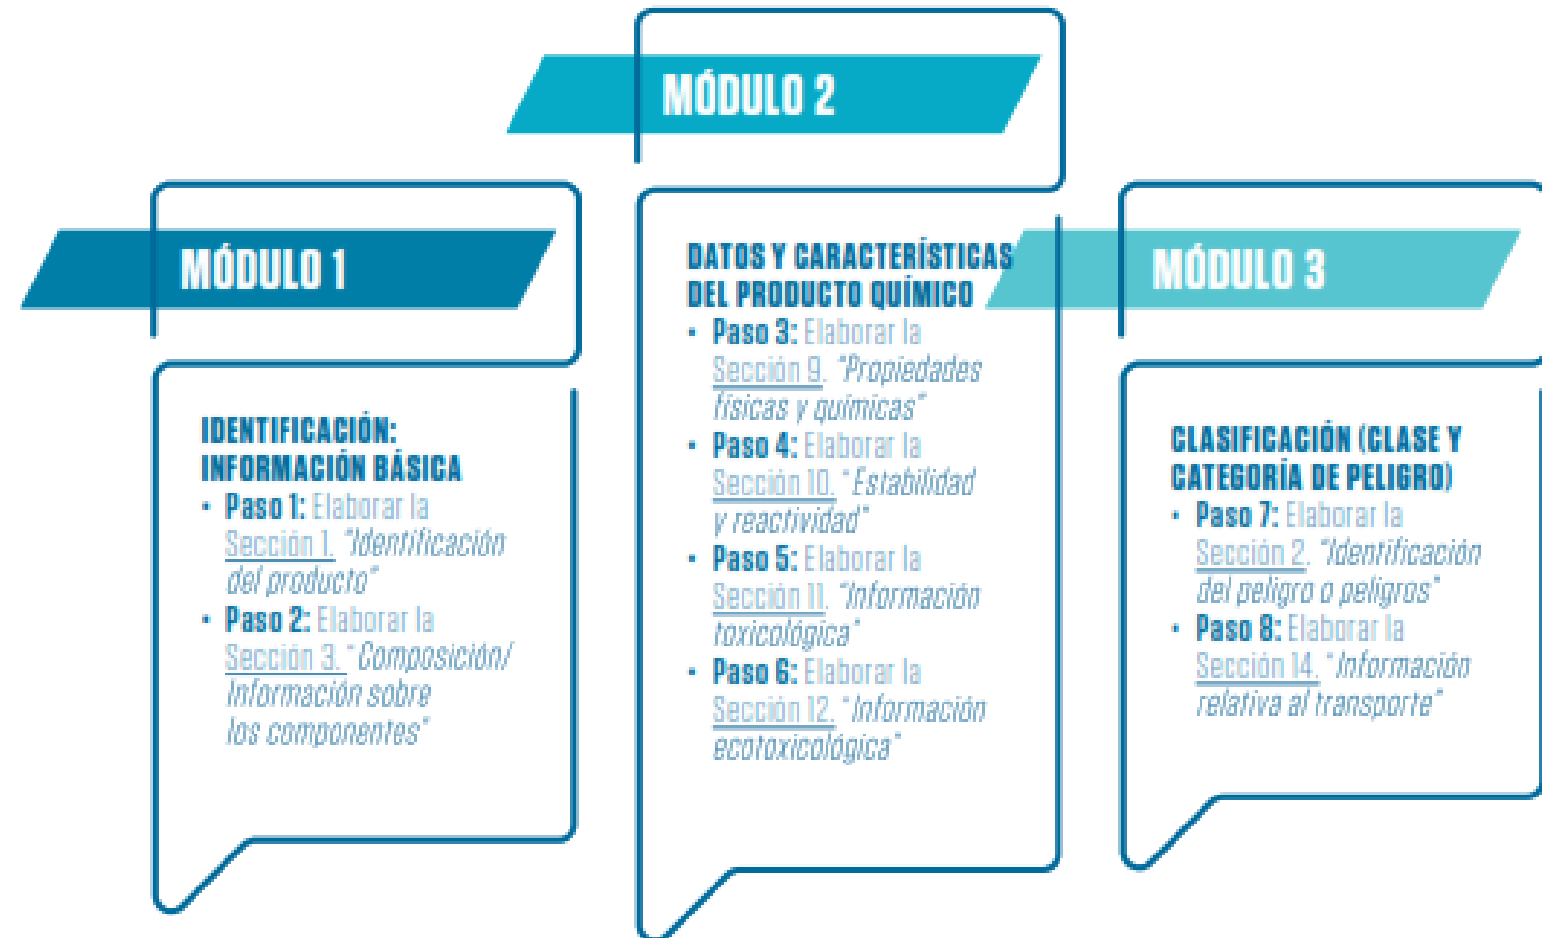 MÓDULO 1
IDENTIFICACIÓN:
INFORMACIÓN BÁSICA
• Paso 1: Elaborar la
Sección 1. "Identificación
del producto"
• Paso 2: Elaborar la
Sección 3. "Composición/
Información sobre
los componentes"
MÓDULO 2
DATOS Y CARACTERÍSTICAS
DEL PRODUCTO QUÍMICO
• Paso 3: Elaborar la
Sección 9. "Propiedades
físicas y químicas"
• Paso 4: Elaborar la
Sección 10. "Estabilidad
y reactividad"
• Paso 5: Elaborar la
Sección 11. "Información
toxicológica"
• Paso 6: Elaborar la
Sección 12. "Información
ecotoxicológica"
MÓDULO 3
CLASIFICACIÓN (CLASE Y
CATEGORÍA DE PELIGRO)
• Paso 7: Elaborar la
Sección 2. "Identificación
del peligro o peligros"
• Paso 8: Elaborar la
Sección 14. "Información
relativa al transporte"